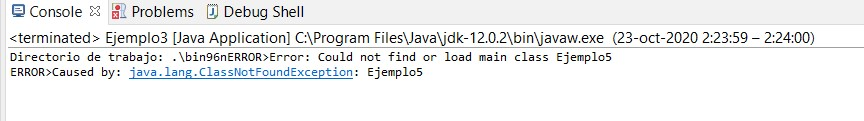 Console Problems Debug Shell
<terminated> Ejemplo3 [Java Application] C:\Program Files\Java\jdk-12.0.2\bin\javaw.exe (23-oct-2020 2:23:59 – 2:24:00)
Directorio de trabajo: .\bin96nERROR>Error: Could not find or load main class Ejemplo5
ERROR>Caused by: java.lang.ClassNotFoundException: Ejemplo5